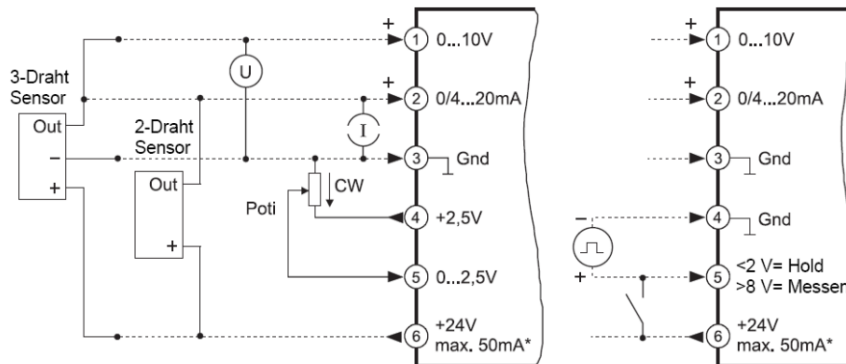 3-Draht
Sensor
Out
−
+
2-Draht
Sensor
Out
+
U
I
Poti
CW
+
1 0...10V
+
2 0/4...20mA
3 Gnd
4 +2,5V
5 0...2,5V
6 +24V
max. 50mA*
+
1 0...10V
+
2 0/4...20mA
3 Gnd
−
4 Gnd
+
5 <2 V= Hold
>8 V= Messen
6 +24V
max. 50mA*